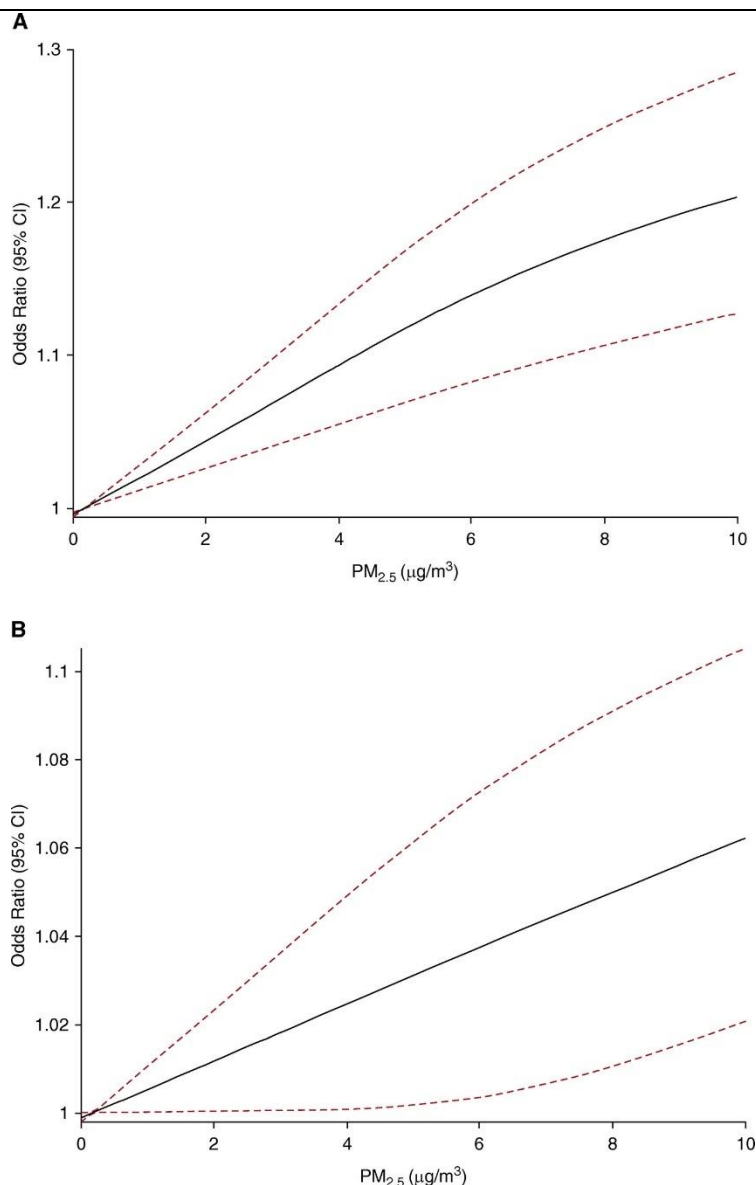 A
1.3
1.2
1.1
1
Odds Ratio (95% CI)
0 2 4 6 8 10
PM2.5 (μg/m³)
B
1.1
1.08
1.06
1.04
1.02
1
Odds Ratio (95% CI)
0 2 4 6 8 10
PM2.5 (μg/m³)